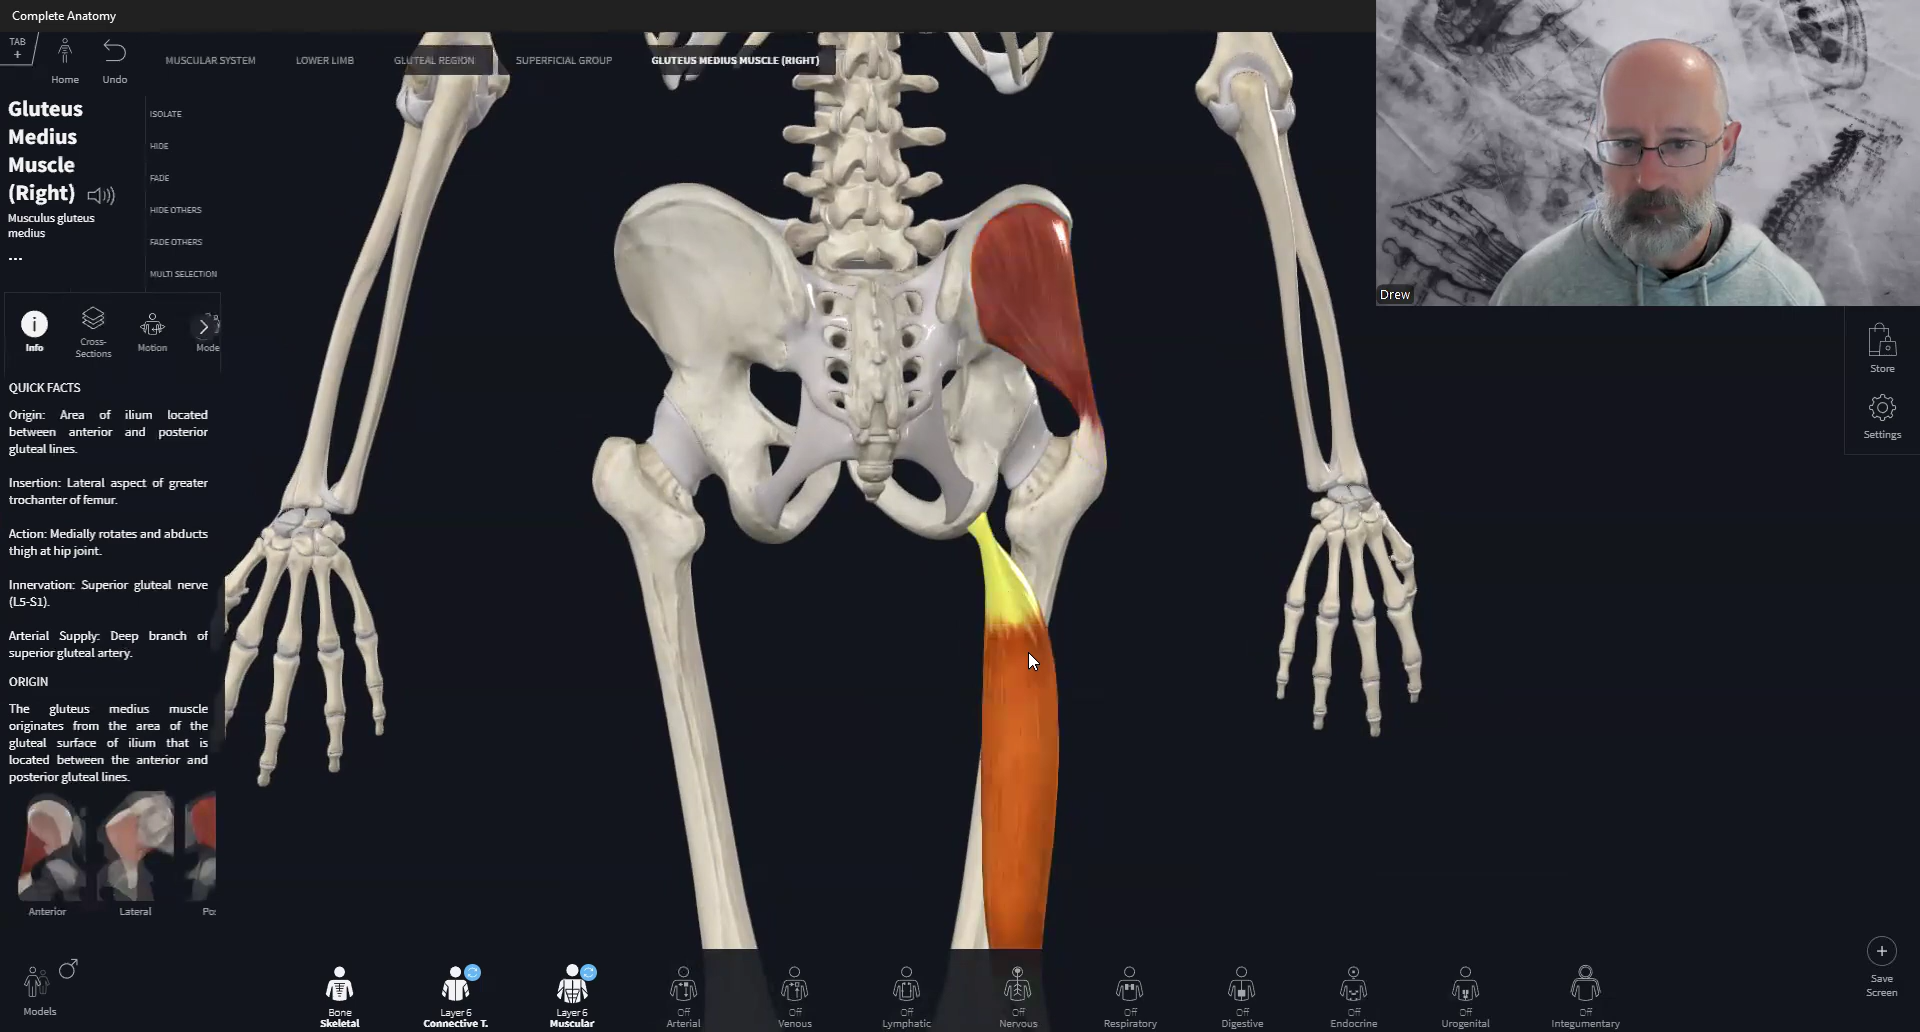 Complete Anatomy
TAB
+
Home
Undo
MUSCULAR SYSTEM
LOWER LIMB
GLUTEAL REGION
SUPERFICIAL GROUP
GLUTEUS MEDIUS MUSCLE (RIGHT)
Gluteus
Medius
Muscle
(Right)
Musculus gluteus
medius
...
ISOLATE
HIDE
FADE
HIDE OTHERS
FADE OTHERS
MULTI SELECTION
Info
Cross-
Sections
Motion
Mode
QUICK FACTS
Origin: Area of ilium located
between anterior and posterior
gluteal lines.
Insertion: Lateral aspect of greater
trochanter of femur.
Action: Medially rotates and abducts
thigh at hip joint.
Innervation: Superior gluteal nerve
(L5-S1).
Arterial Supply: Deep branch of
superior gluteal artery.
ORIGIN
The gluteus medius muscle
originates from the area of the
gluteal surface of ilium that is
located between the anterior and
posterior gluteal lines.
Anterior
Lateral
Pos
Drew
Store
Settings
Models
Bone
Skeletal
Layer 6
Connective T.
Layer 6
Muscular
Off
Arterial
Off
Venous
Off
Lymphatic
Off
Nervous
Off
Respiratory
Off
Digestive
Off
Endocrine
Off
Urogenital
Off
Integumentary
Save
Screen